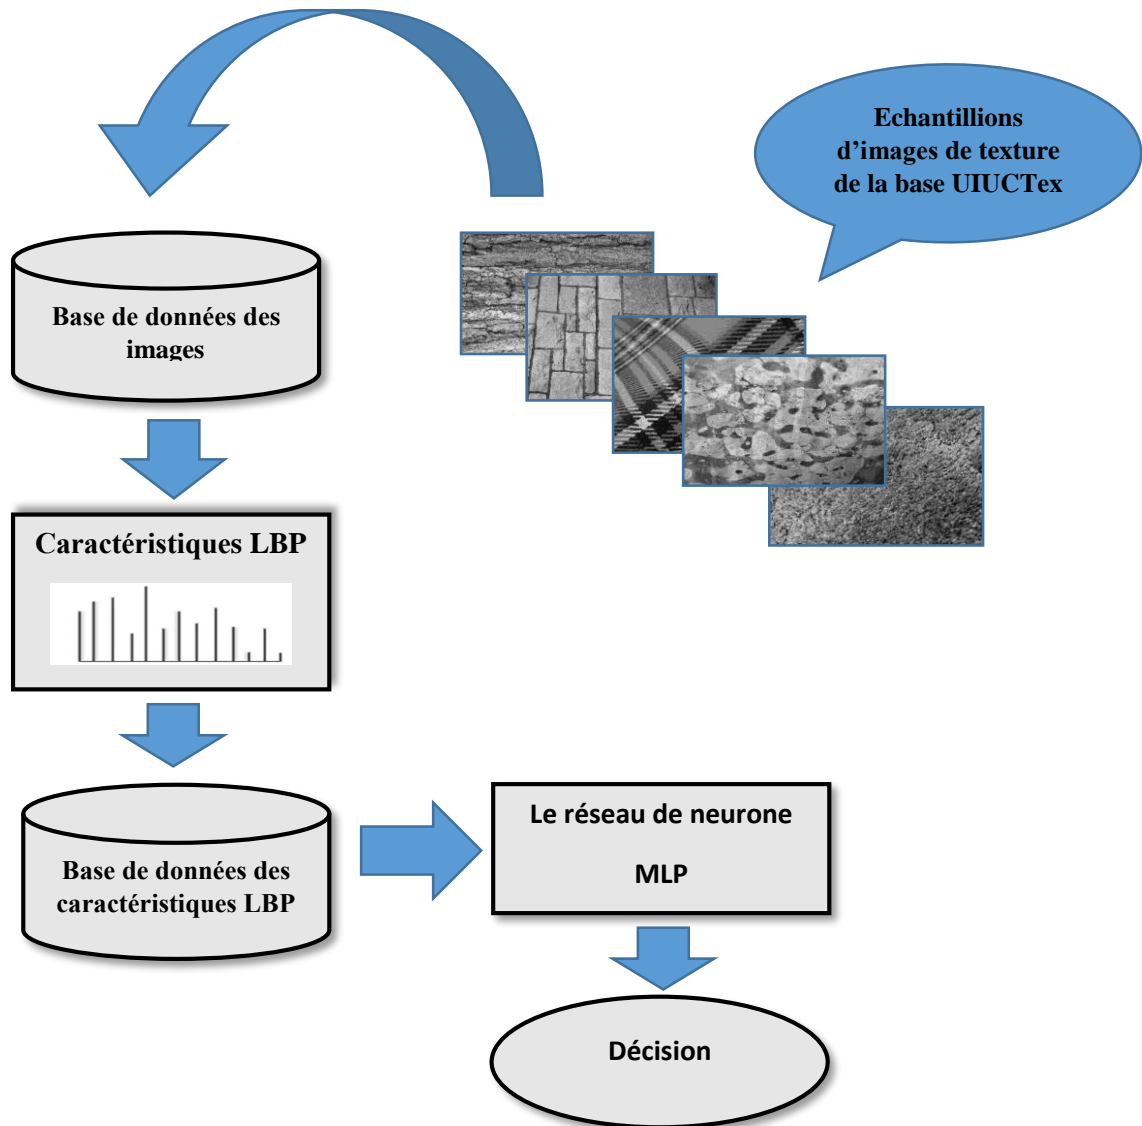 Echantillions
d'images de texture
de la base UIUCTex
Base de données des
images
Caractéristiques LBP
Base de données des
caractéristiques LBP
Le réseau de neurone
MLP
Décision